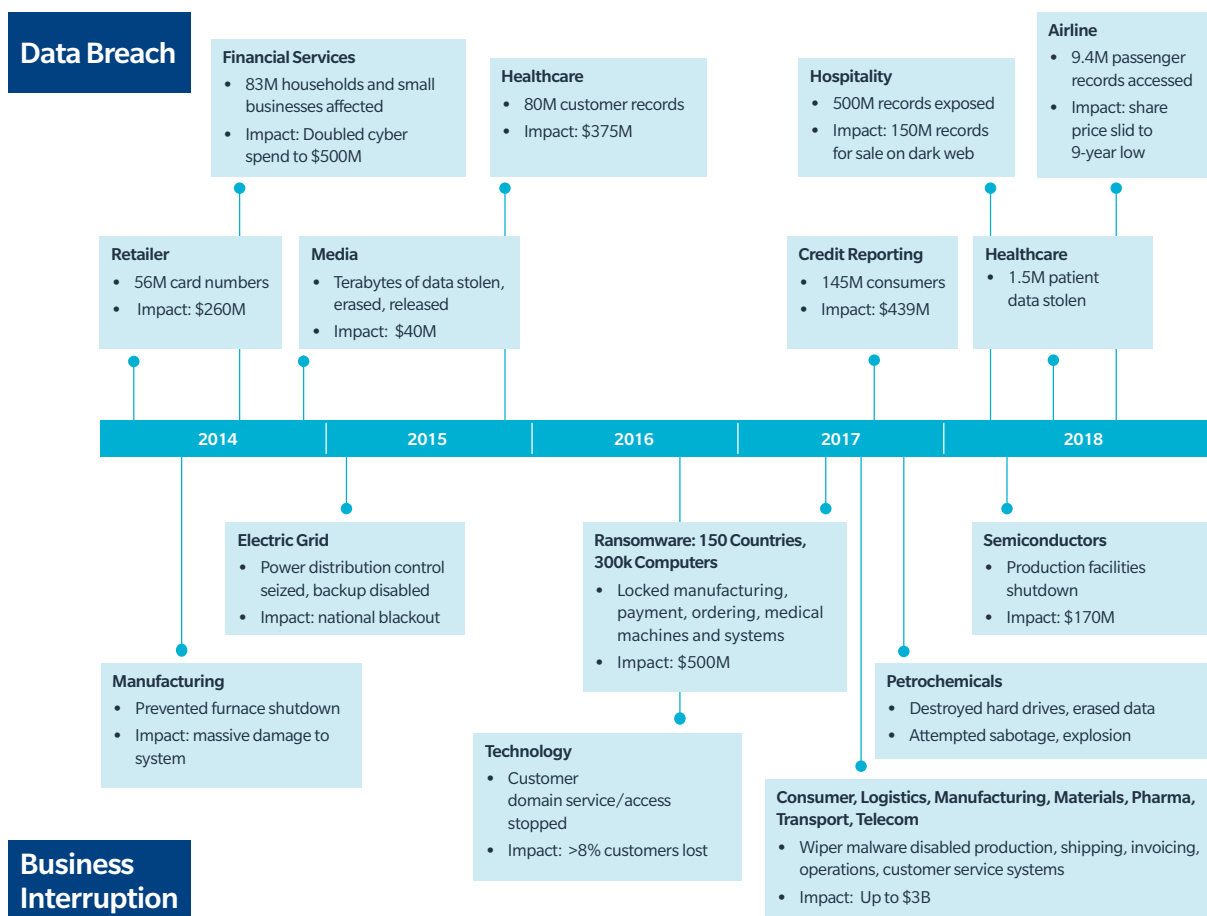 Data Breach
Financial Services
• 83M households and small
businesses affected
• Impact: Doubled cyber
spend to $500M
Healthcare
• 80M customer records
• Impact: $375M
Hospitality
• 500M records exposed
• Impact: 150M records
for sale on dark web
Airline
• 9.4M passenger
records accessed
• Impact: share
price slid to
9-year low
Retailer
• 56M card numbers
• Impact: $260M
Media
• Terabytes of data stolen,
erased, released
• Impact: $40M
Credit Reporting
• 145M consumers
• Impact: $439M
Healthcare
• 1.5M patient
data stolen
2014 2015 2016 2017 2018
Electric Grid
• Power distribution control
seized, backup disabled
• Impact: national blackout
Ransomware: 150 Countries,
300k Computers
• Locked manufacturing,
payment, ordering, medical
machines and systems
• Impact: $500M
Semiconductors
• Production facilities
shutdown
• Impact: $170M
Manufacturing
• Prevented furnace shutdown
• Impact: massive damage to
system
Petrochemicals
• Destroyed hard drives, erased data
• Attempted sabotage, explosion
Technology
• Customer
domain service/access
stopped
• Impact: >8% customers lost
Consumer, Logistics, Manufacturing, Materials, Pharma,
Transport, Telecom
• Wiper malware disabled production, shipping, invoicing,
operations, customer service systems
• Impact: Up to $3B
Business
Interruption